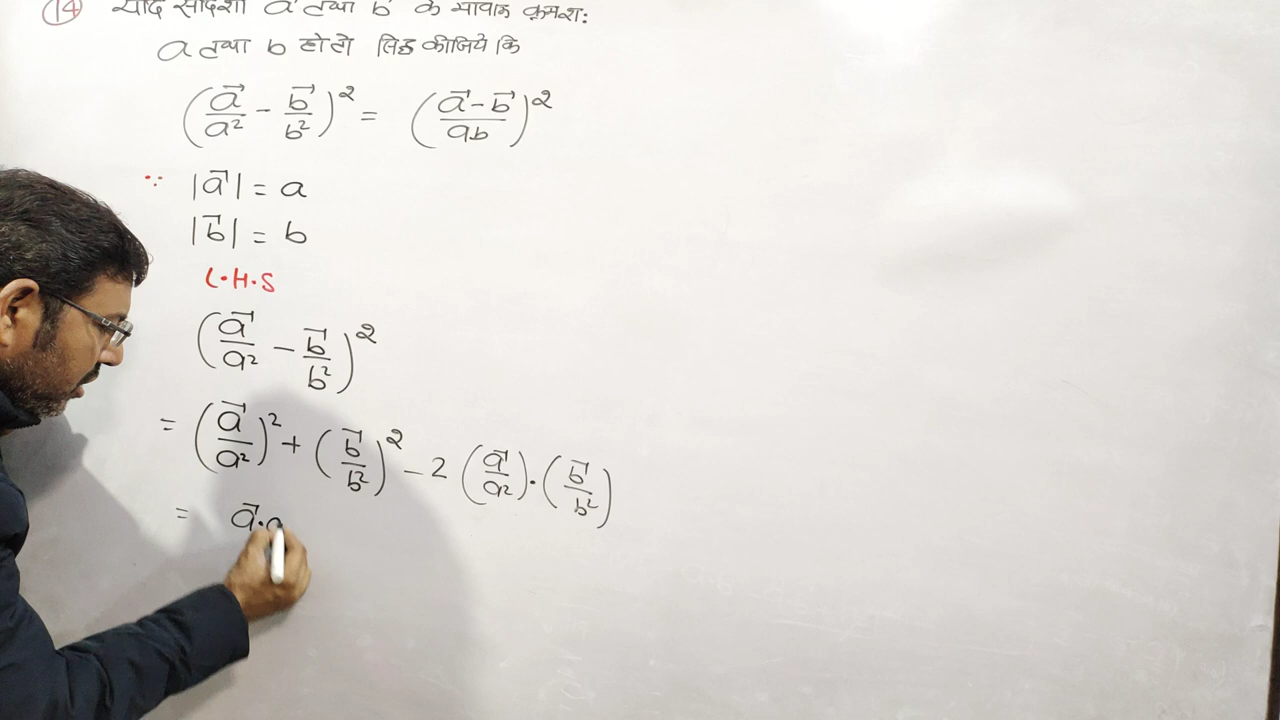 (14) यदि सदिशों a⃗ तथा b⃗ के मापांक क्रमश:
a तथा b हो तो सिद्ध कीजिये कि
(a⃗/a² - b⃗/b²)² = ((a⃗ - b⃗)/ab)²
∵ |a⃗| = a
|b⃗| = b
L.H.S
(a⃗/a² - b⃗/b²)²
= (a⃗/a²)² + (b⃗/b²)² - 2 (a⃗/a²)·(b⃗/b²)
= a⃗·a